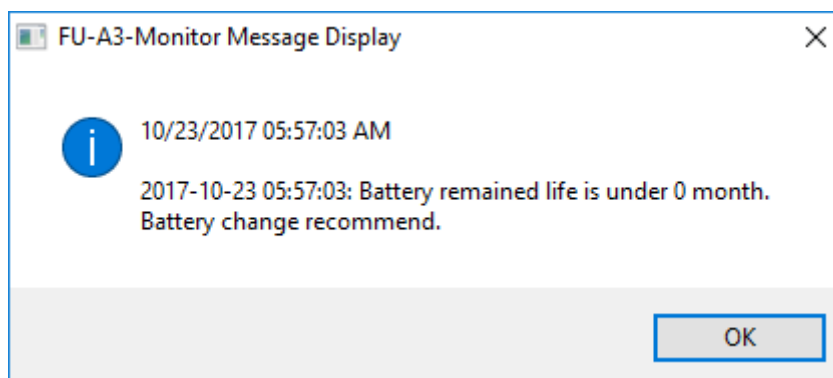 FU-A3-Monitor Message Display
10/23/2017 05:57:03 AM
2017-10-23 05:57:03: Battery remained life is under 0 month.
Battery change recommend.
OK